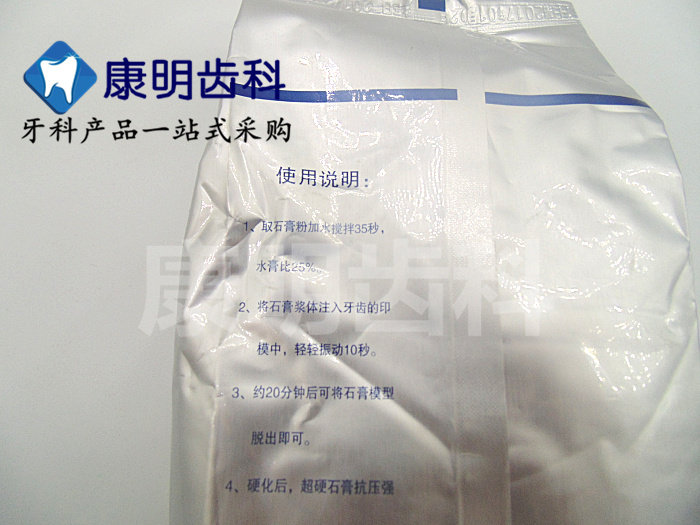 康明齿科
牙科产品一站式采购
使用说明：
1、取石膏粉加水搅拌35秒，
水膏比25%。
康明齿科
2、将石膏浆体注入牙齿的印
模中，轻轻振动10秒。
3、约20分钟后可将石膏模型
脱出即可。
4、硬化后，超硬石膏抗压强